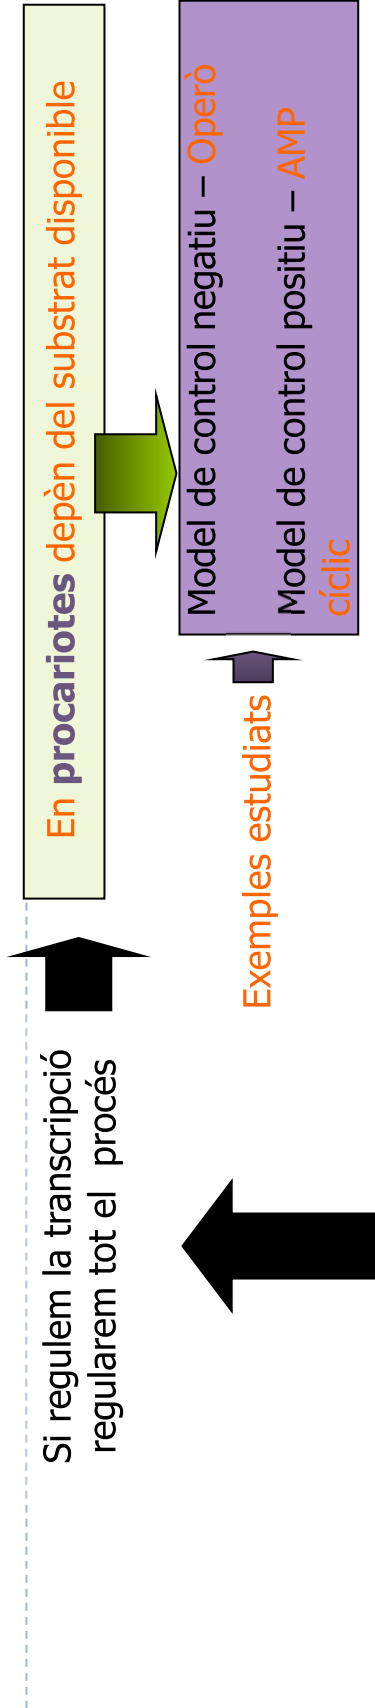 Si regulem la transcripció
regularem tot el procés
En procariotes depèn del substrat disponible
Exemples estudiats
Model de control negatiu – Operò
Model de control positiu – AMP
cíclic